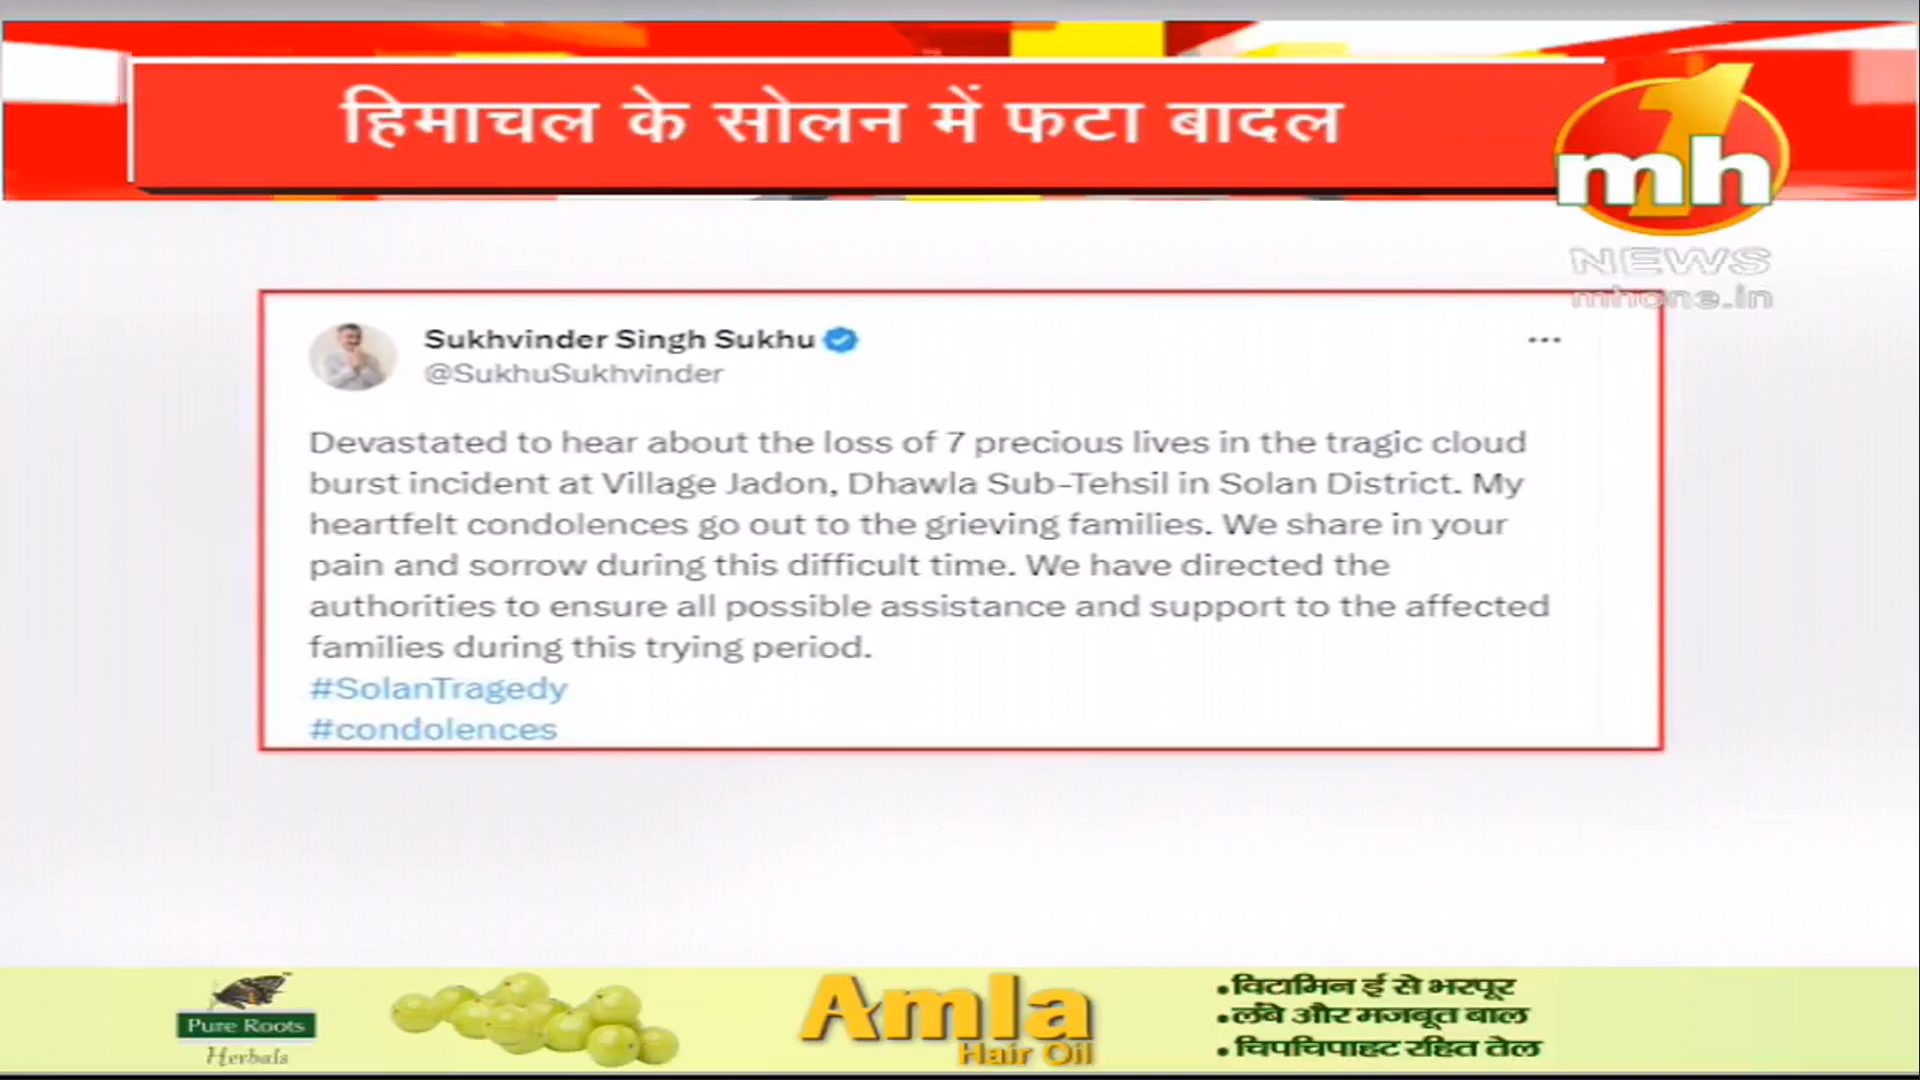 हिमाचल के सोलन में फटा बादल
1
mh
NEWS
mhone.in
Sukhvinder Singh Sukhu
@SukhuSukhvinder
Devastated to hear about the loss of 7 precious lives in the tragic cloud
burst incident at Village Jadon, Dhawla Sub-Tehsil in Solan District. My
heartfelt condolences go out to the grieving families. We share in your
pain and sorrow during this difficult time. We have directed the
authorities to ensure all possible assistance and support to the affected
families during this trying period.
#SolanTragedy
#condolences
Pure Roots
Herbals
Amla
Hair Oil
•विटामिन ई से भरपूर
•लंबे और मजबूत बाल
•चिपचिपाहट रहित तेल